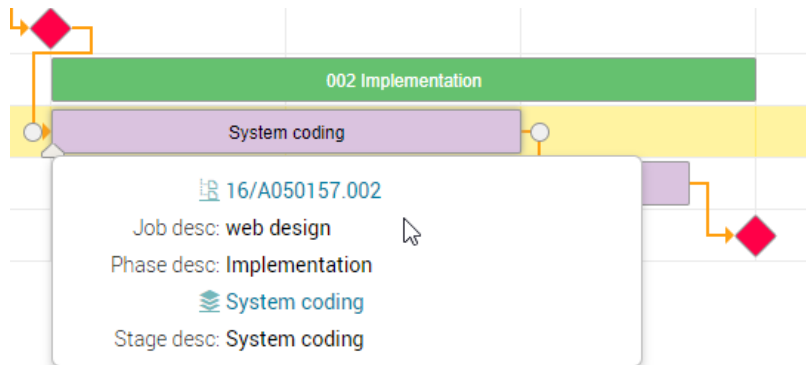 002 Implementation
System coding
16/A050157.002
Job desc: web design
Phase desc: Implementation
System coding
Stage desc: System coding